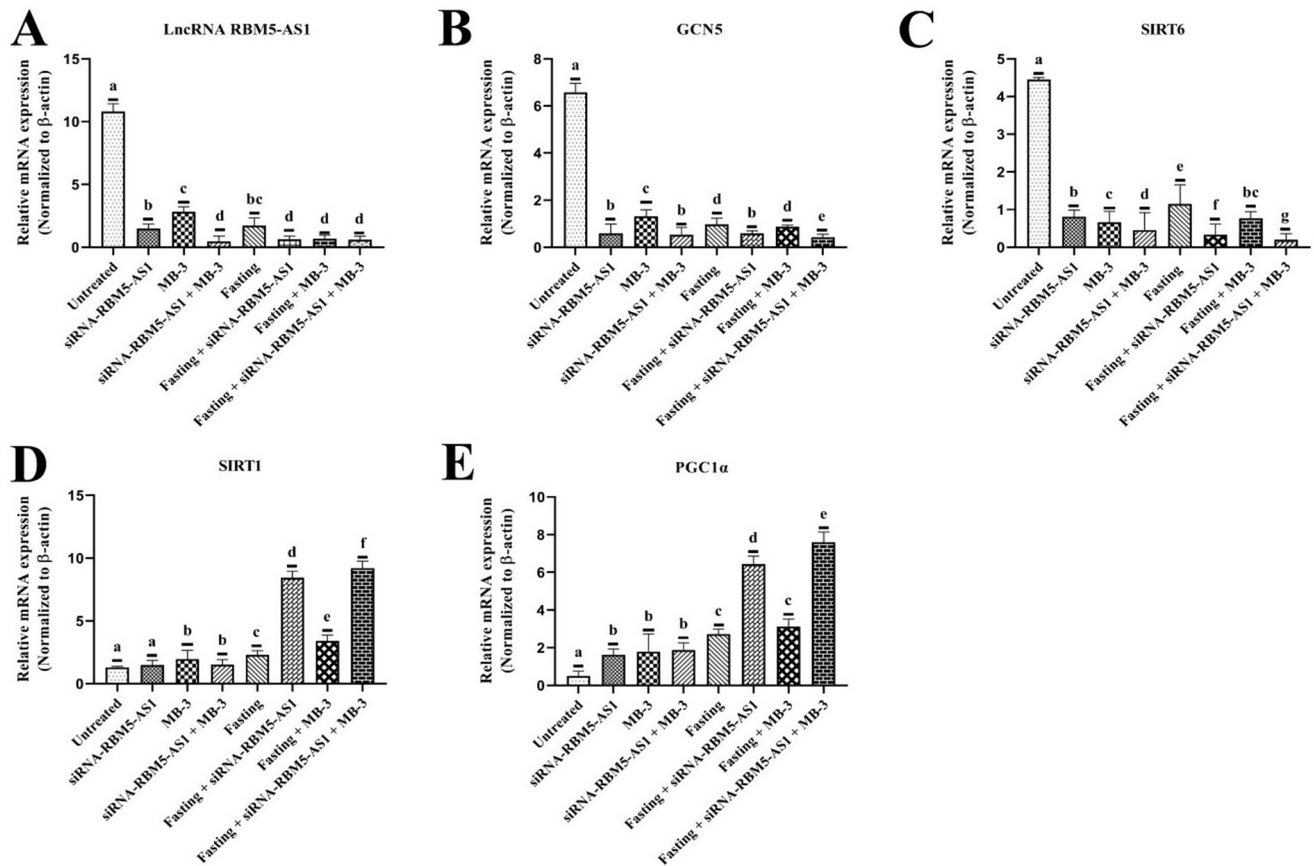 A
LncRNA RBM5-AS1
Relative mRNA expression
(Normalized to β-actin)
15
10
5
0
a
b
c
d
bc
d
d
d
Untreated
siRNA-RBM5-AS1
MB-3
siRNA-RBM5-AS1 + MB-3
Fasting
Fasting + siRNA-RBM5-AS1
Fasting + MB-3
Fasting + siRNA-RBM5-AS1 + MB-3
B
GCN5
Relative mRNA expression
(Normalized to β-actin)
8
6
4
2
0
a
b
c
b
d
b
d
e
Untreated
siRNA-RBM5-AS1
MB-3
siRNA-RBM5-AS1 + MB-3
Fasting
Fasting + siRNA-RBM5-AS1
Fasting + MB-3
Fasting + siRNA-RBM5-AS1 + MB-3
C
SIRT6
Relative mRNA expression
(Normalized to β-actin)
5
4
3
2
1
0
a
b
c
d
e
f
bc
g
Untreated
siRNA-RBM5-AS1
MB-3
siRNA-RBM5-AS1 + MB-3
Fasting
Fasting + siRNA-RBM5-AS1
Fasting + MB-3
Fasting + siRNA-RBM5-AS1 + MB-3
D
SIRT1
Relative mRNA expression
(Normalized to β-actin)
15
10
5
0
a
a
b
b
c
d
e
f
Untreated
siRNA-RBM5-AS1
MB-3
siRNA-RBM5-AS1 + MB-3
Fasting
Fasting + siRNA-RBM5-AS1
Fasting + MB-3
Fasting + siRNA-RBM5-AS1 + MB-3
E
PGC1α
Relative mRNA expression
(Normalized to β-actin)
10
8
6
4
2
0
a
b
b
b
c
d
c
e
Untreated
siRNA-RBM5-AS1
MB-3
siRNA-RBM5-AS1 + MB-3
Fasting
Fasting + siRNA-RBM5-AS1
Fasting + MB-3
Fasting + siRNA-RBM5-AS1 + MB-3